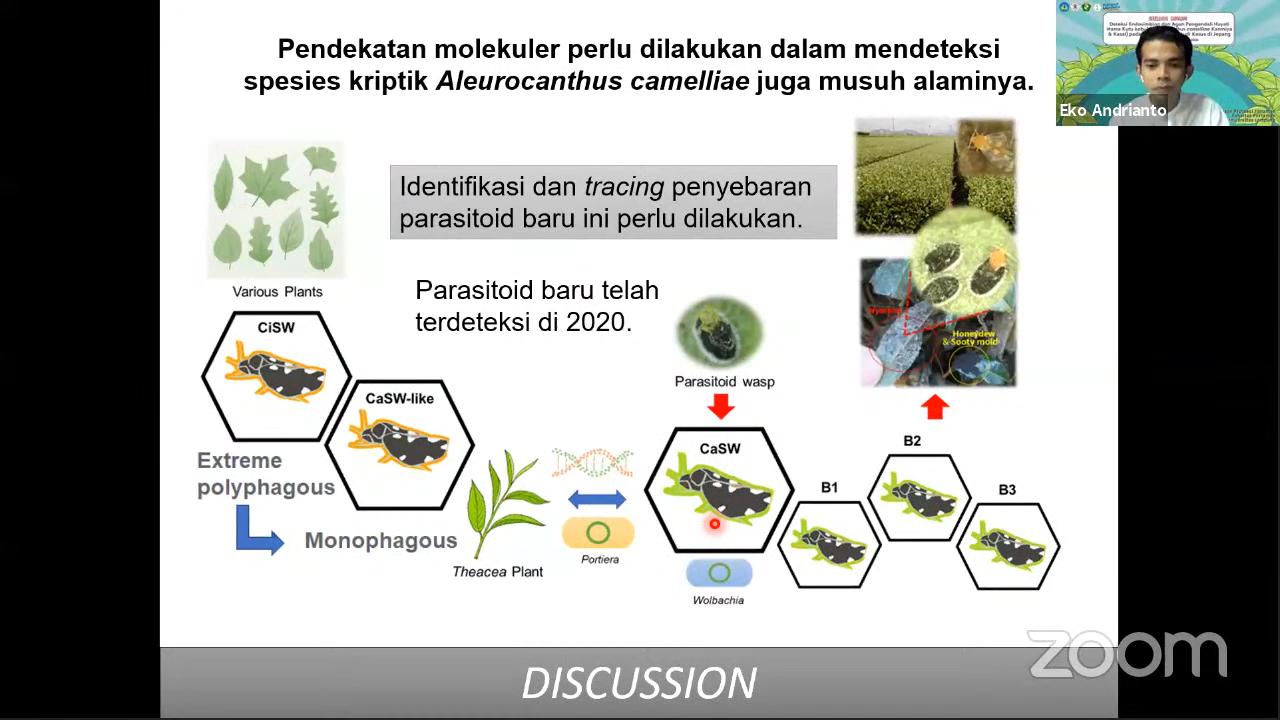 Pendekatan molekuler perlu dilakukan dalam mendeteksi
spesies kriptik Aleurocanthus camelliae juga musuh alaminya.
Eko Andrianto
Identifikasi dan tracing penyebaran
parasitoid baru ini perlu dilakukan.
Various Plants
Parasitoid baru telah
terdeteksi di 2020.
CiSW
CaSW-like
Extreme
polyphagous
Monophagous
Theacea Plant
Portiera
Parasitoid wasp
CaSW
Wolbachia
B1
B2
B3
Honeydew
& Sooty mold
DISCUSSION
zoom